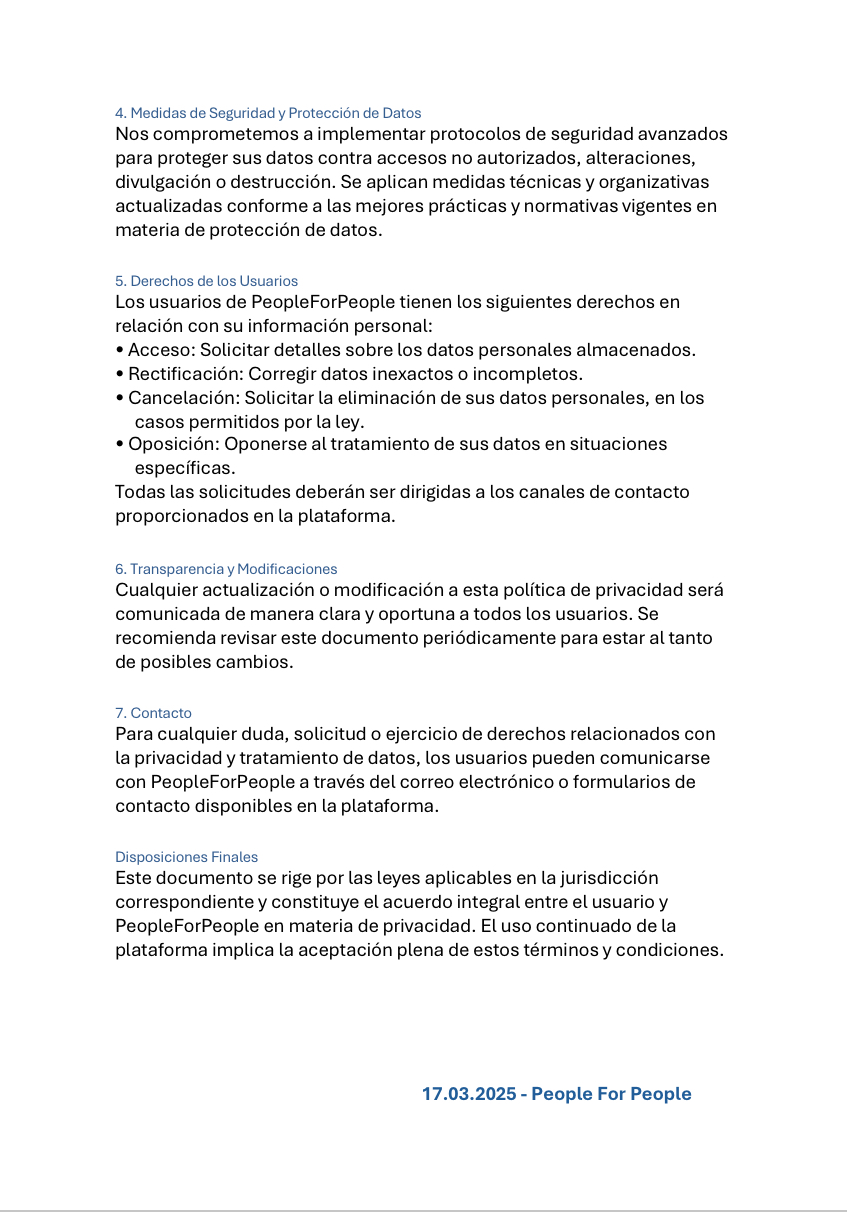 4. Medidas de Seguridad y Protección de Datos
Nos comprometemos a implementar protocolos de seguridad avanzados
para proteger sus datos contra accesos no autorizados, alteraciones,
divulgación o destrucción. Se aplican medidas técnicas y organizativas
actualizadas conforme a las mejores prácticas y normativas vigentes en
materia de protección de datos.
5. Derechos de los Usuarios
Los usuarios de PeopleForPeople tienen los siguientes derechos en
relación con su información personal:
• Acceso: Solicitar detalles sobre los datos personales almacenados.
• Rectificación: Corregir datos inexactos o incompletos.
• Cancelación: Solicitar la eliminación de sus datos personales, en los
casos permitidos por la ley.
• Oposición: Oponerse al tratamiento de sus datos en situaciones
específicas.
Todas las solicitudes deberán ser dirigidas a los canales de contacto
proporcionados en la plataforma.
6. Transparencia y Modificaciones
Cualquier actualización o modificación a esta política de privacidad será
comunicada de manera clara y oportuna a todos los usuarios. Se
recomienda revisar este documento periódicamente para estar al tanto
de posibles cambios.
7. Contacto
Para cualquier duda, solicitud o ejercicio de derechos relacionados con
la privacidad y tratamiento de datos, los usuarios pueden comunicarse
con PeopleForPeople a través del correo electrónico o formularios de
contacto disponibles en la plataforma.
Disposiciones Finales
Este documento se rige por las leyes aplicables en la jurisdicción
correspondiente y constituye el acuerdo integral entre el usuario y
PeopleForPeople en materia de privacidad. El uso continuado de la
plataforma implica la aceptación plena de estos términos y condiciones.
17.03.2025 - People For People